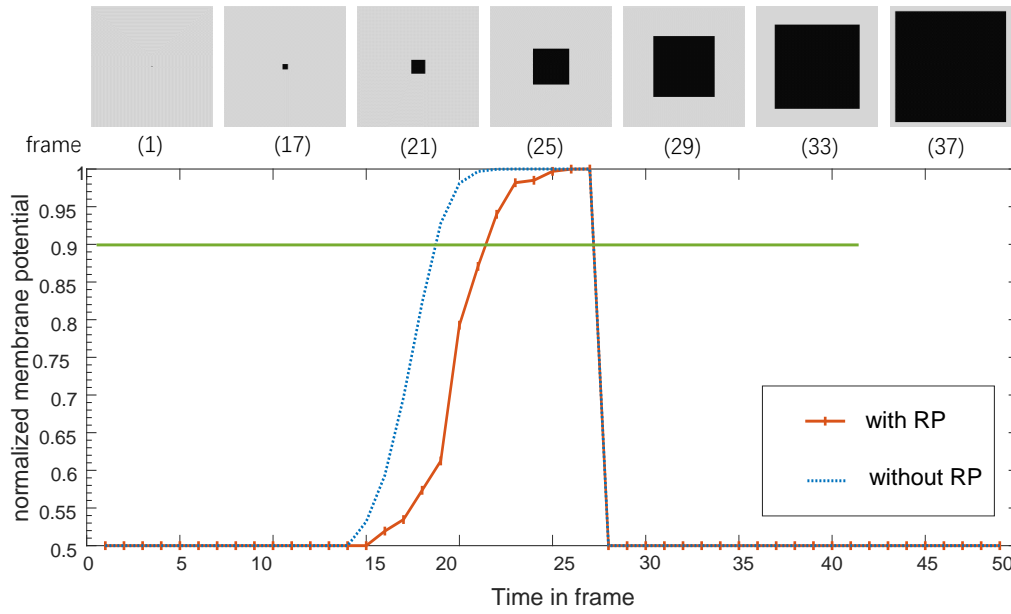 frame (1) (17) (21) (25) (29) (33) (37)
1
0.95
0.9
0.85
0.8
0.75
0.7
0.65
0.6
0.55
0.5
normalized membrane potential
with RP
without RP
0 5 10 15 20 25 30 35 40 45 50
Time in frame